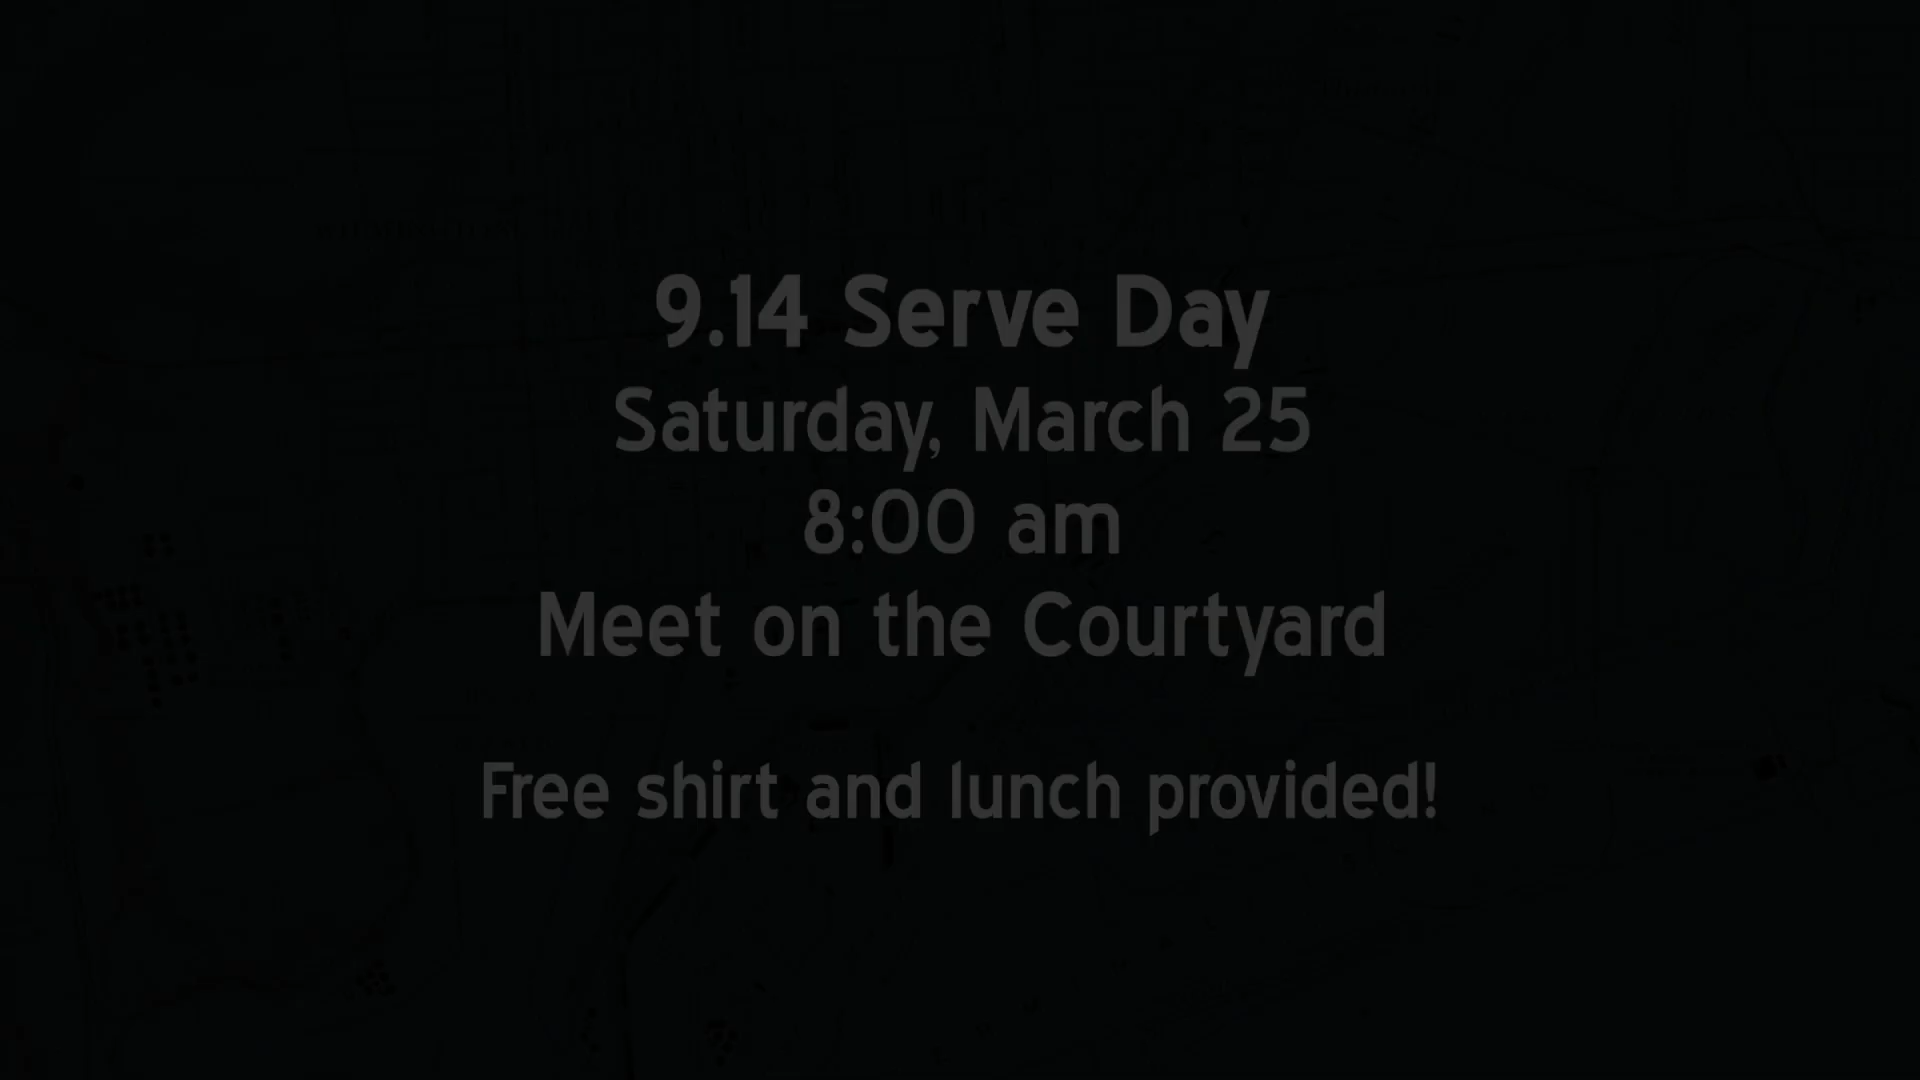 9.14 Serve Day
Saturday, March 25
8:00 am
Meet on the Courtyard
Free shirt and lunch provided!